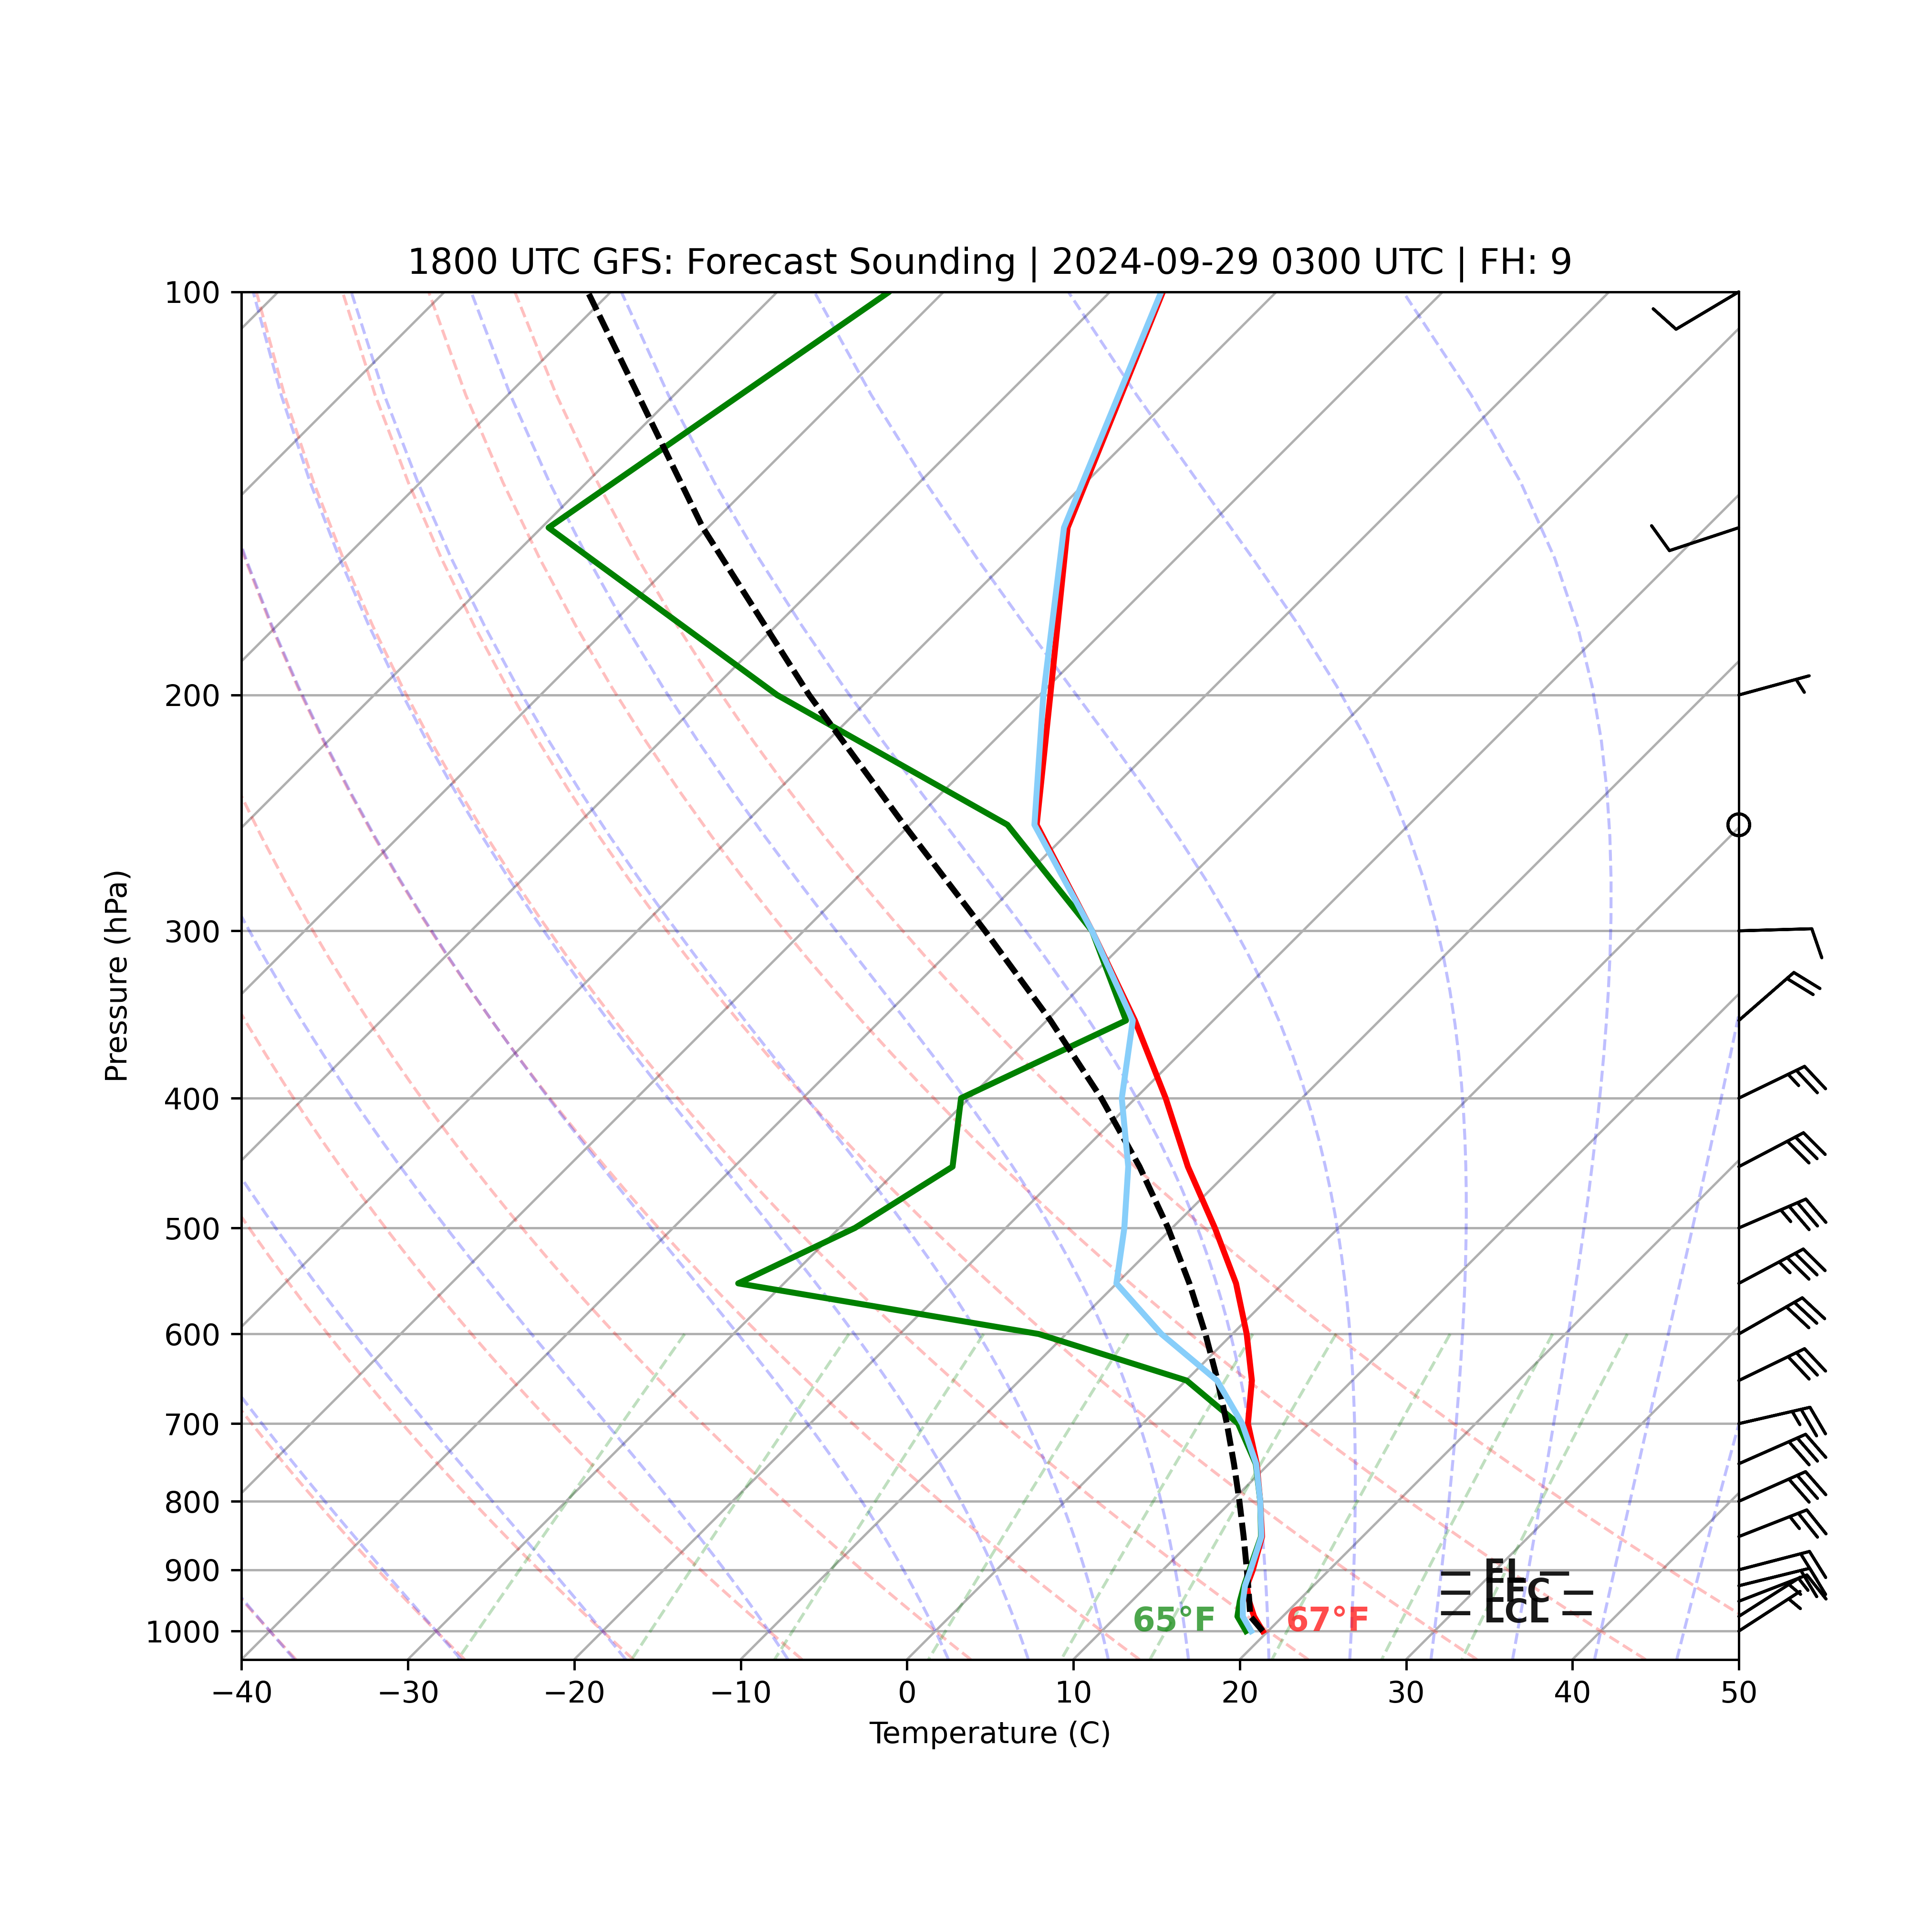 1800 UTC GFS: Forecast Sounding | 2024-09-29 0300 UTC | FH: 9
100
200
300
400
500
600
700
800
900
1000
Pressure (hPa)
— EL —
— LFC —
— LCL —
65°F
67°F
−40 −30 −20 −10 0 10 20 30 40 50
Temperature (C)